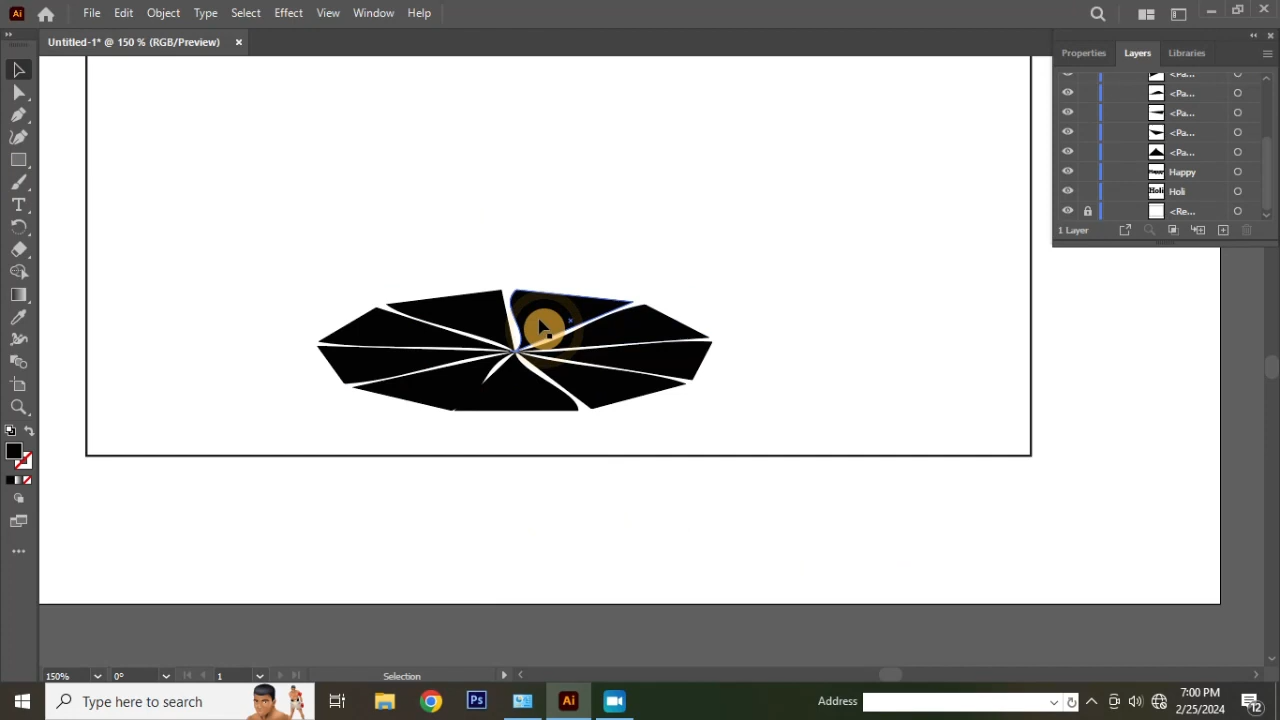 Ai File Edit Object Type Select Effect View Window Help
Untitled-1* @ 150 % (RGB/Preview) ×
Properties Layers Libraries
<Pa...
<Pa...
<Pa...
<Pa...
<Pa...
Happy
Holi
<Re...
1 Layer
150% 0° 1 Selection
Type here to search
Ps Ai
Address
7:00 PM
2/25/2024
12